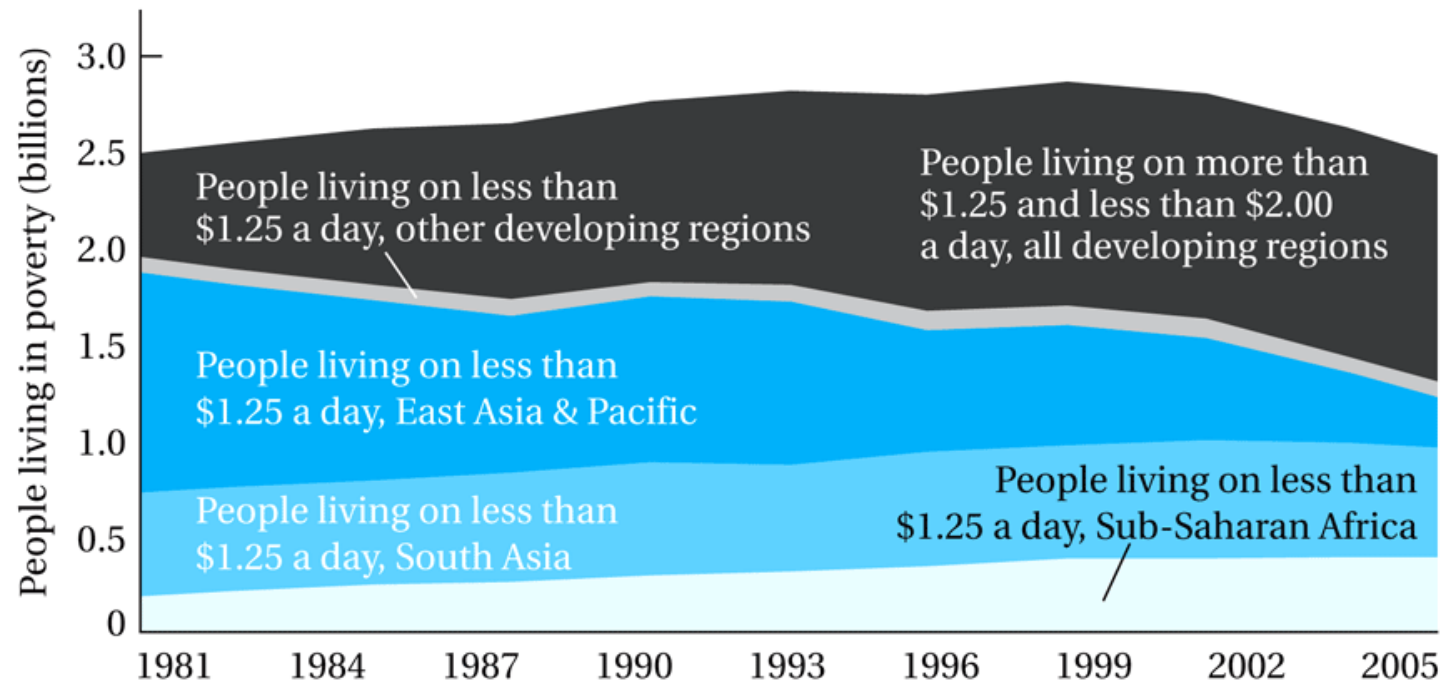 People living in poverty (billions)
3.0
2.5
2.0
1.5
1.0
0.5
0
People living on less than
$1.25 a day, other developing regions
People living on more than
$1.25 and less than $2.00
a day, all developing regions
People living on less than
$1.25 a day, East Asia & Pacific
People living on less than
$1.25 a day, South Asia
People living on less than
$1.25 a day, Sub-Saharan Africa
1981 1984 1987 1990 1993 1996 1999 2002 2005